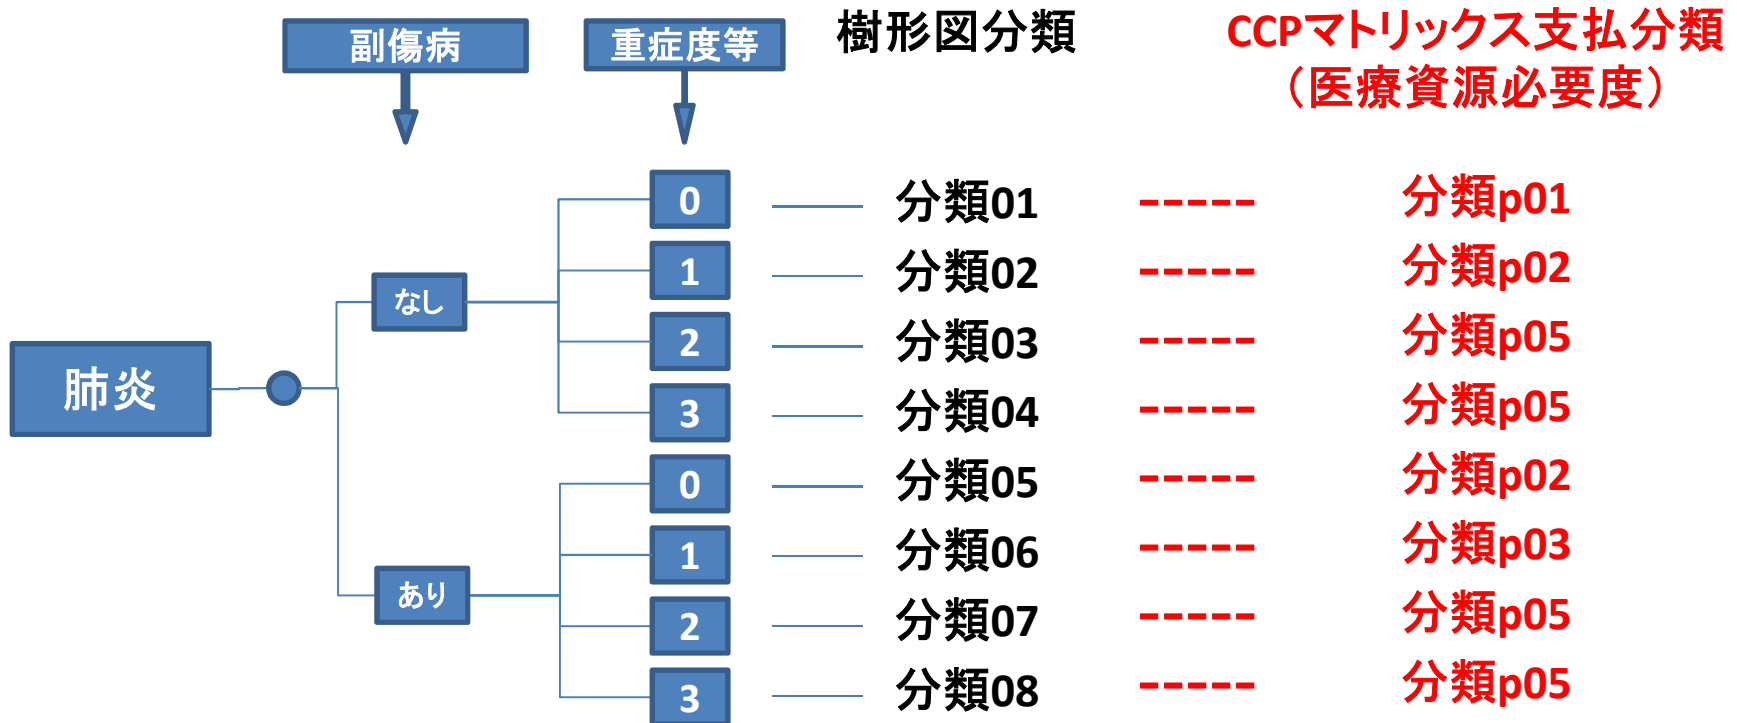 副傷病
重症度等
樹形図分類
CCPマトリックス支払分類
（医療資源必要度）
肺炎
なし
0 分類01 ----- 分類p01
1 分類02 ----- 分類p02
2 分類03 ----- 分類p05
3 分類04 ----- 分類p05
あり
0 分類05 ----- 分類p02
1 分類06 ----- 分類p03
2 分類07 ----- 分類p05
3 分類08 ----- 分類p05